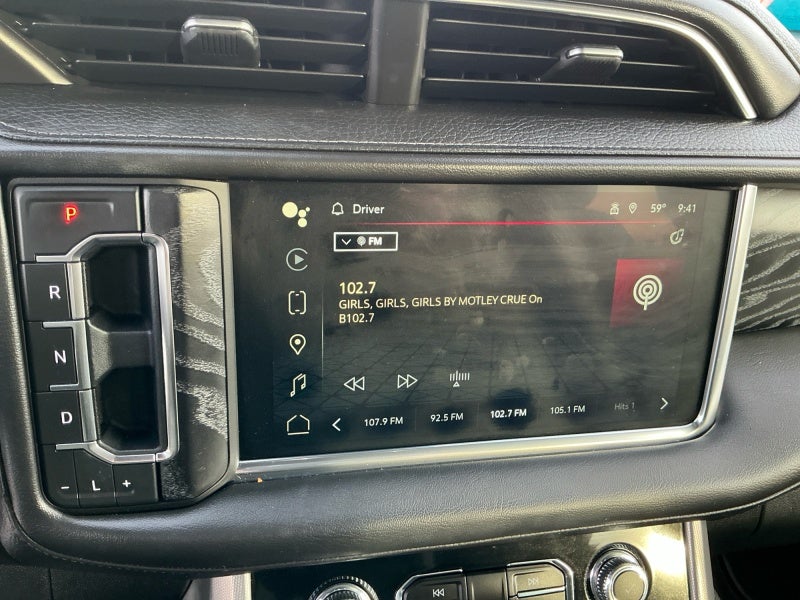 P
R
N
D
– L +
Driver
59° 9:41
FM
102.7
GIRLS, GIRLS, GIRLS BY MOTLEY CRUE On
B102.7
107.9 FM 92.5 FM 102.7 FM 105.1 FM Hits 1